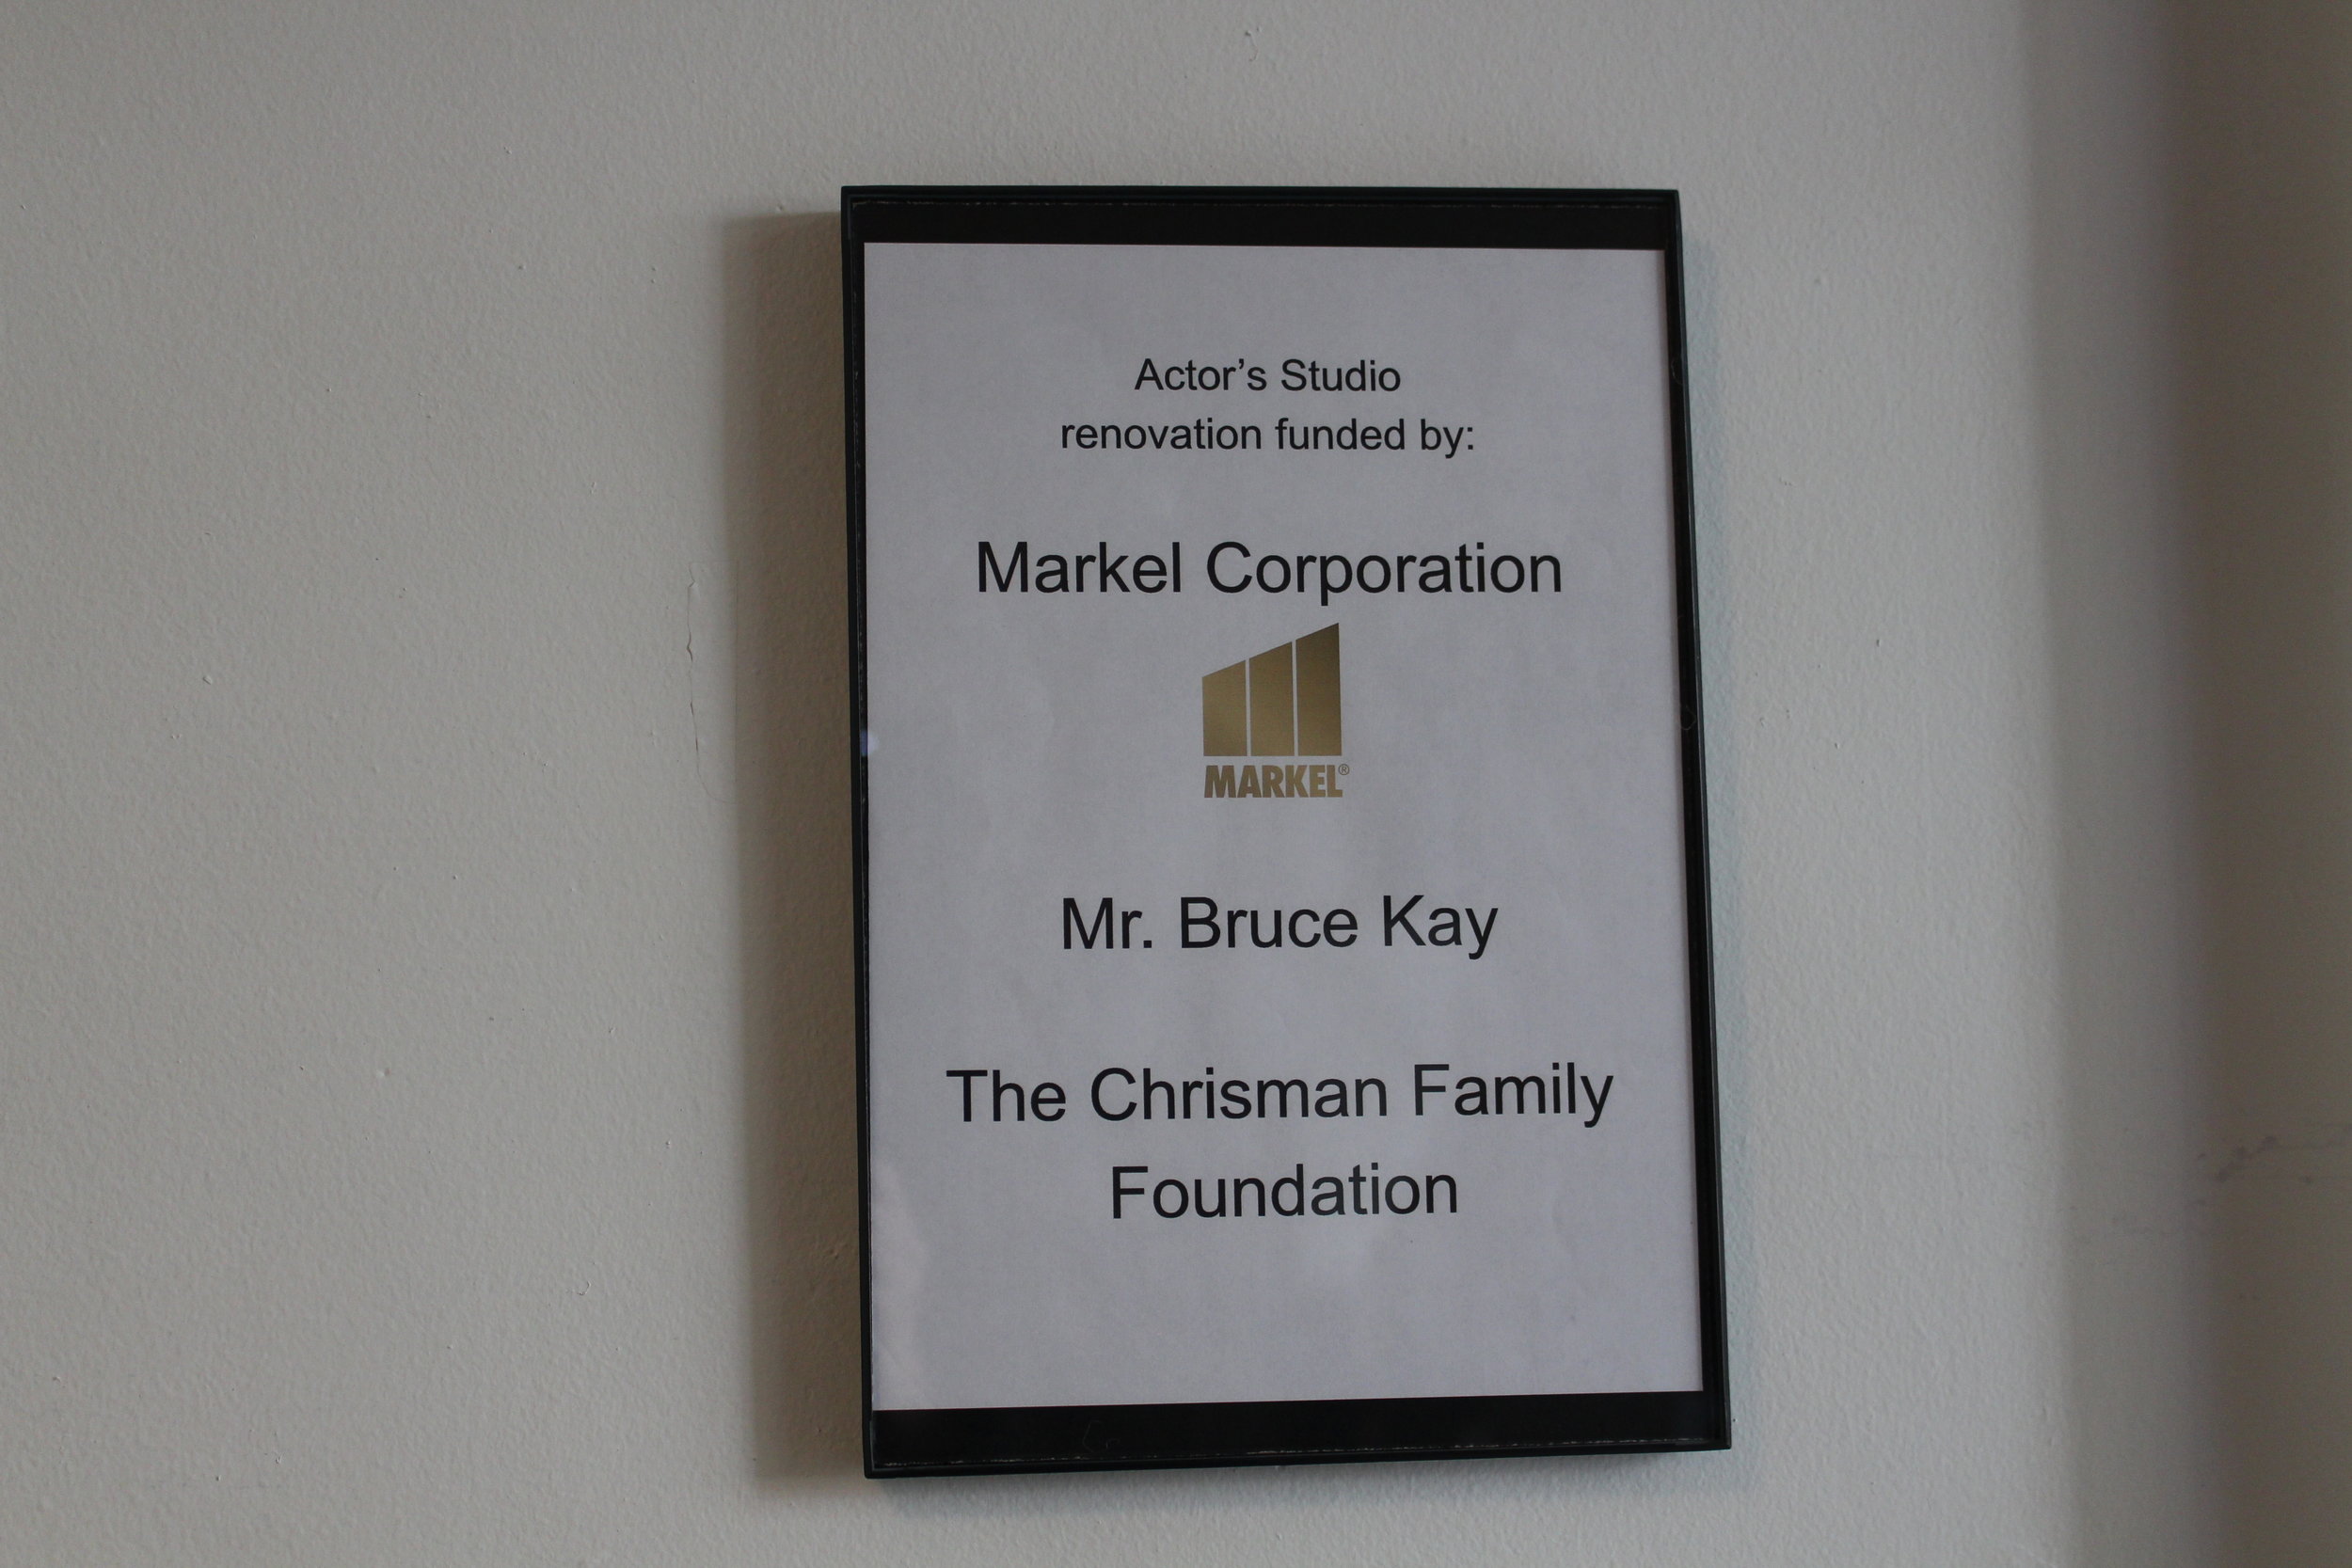 Actor’s Studio
renovation funded by:
Markel Corporation
MARKEL®
Mr. Bruce Kay
The Chrisman Family
Foundation